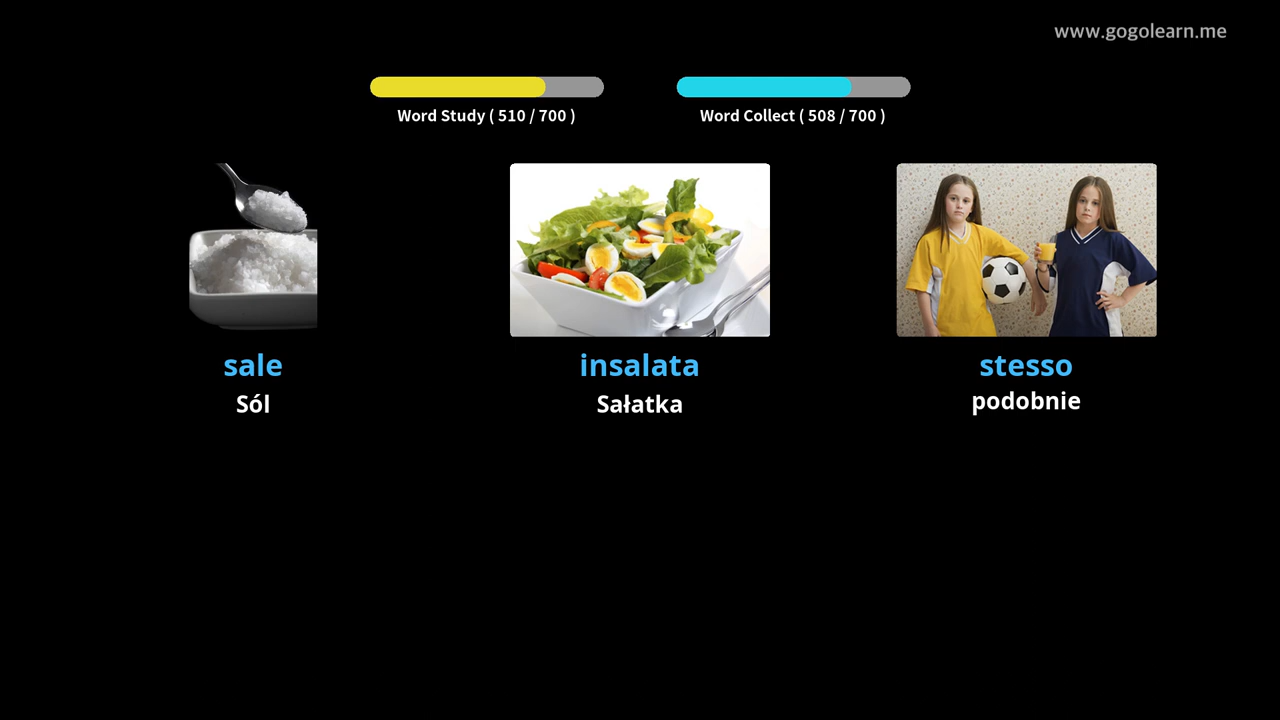 www.gogolearn.me
Word Study ( 510 / 700 )
Word Collect ( 508 / 700 )
sale
Sól
insalata
Sałatka
stesso
podobnie